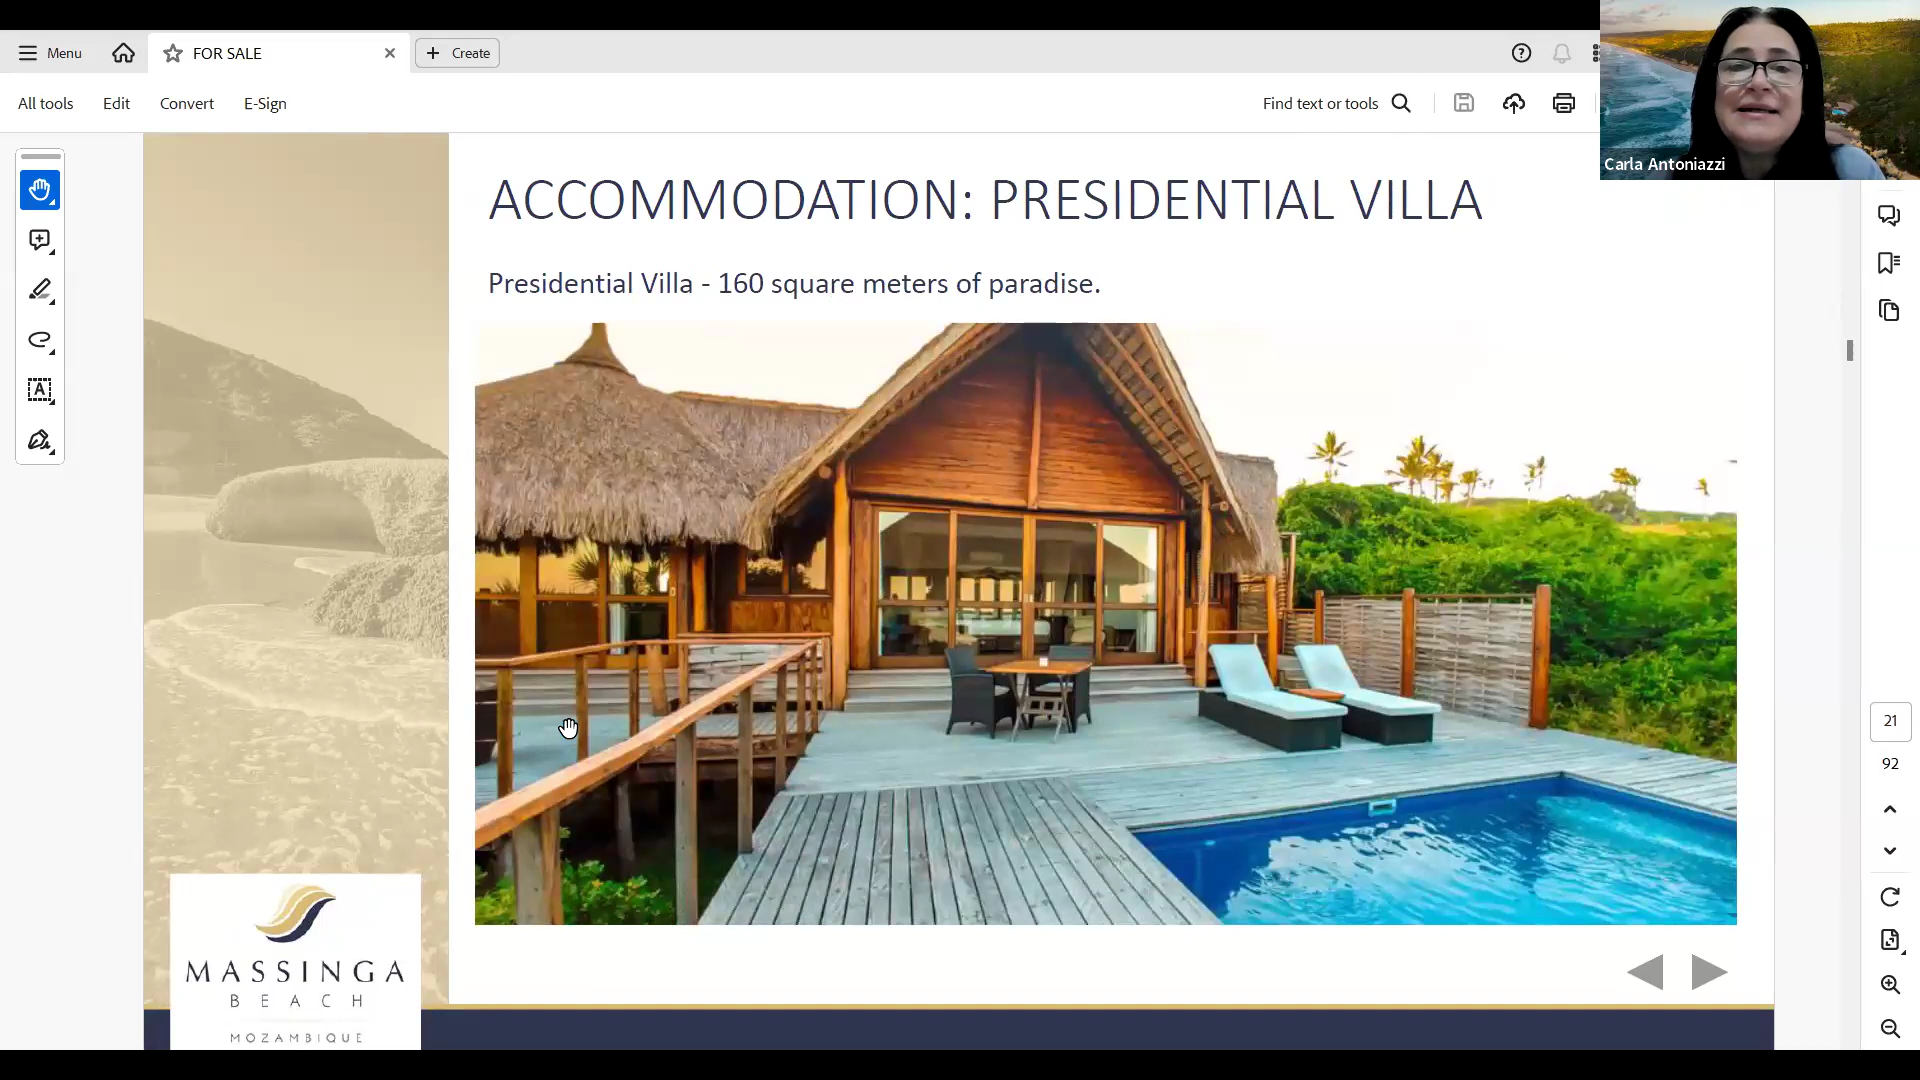 Menu
FOR SALE
Create
All tools
Edit
Convert
E-Sign
Find text or tools
Carla Antoniazzi
ACCOMMODATION: PRESIDENTIAL VILLA
Presidential Villa - 160 square meters of paradise.
21
92
MASSINGA
BEACH
MOZAMBIQUE